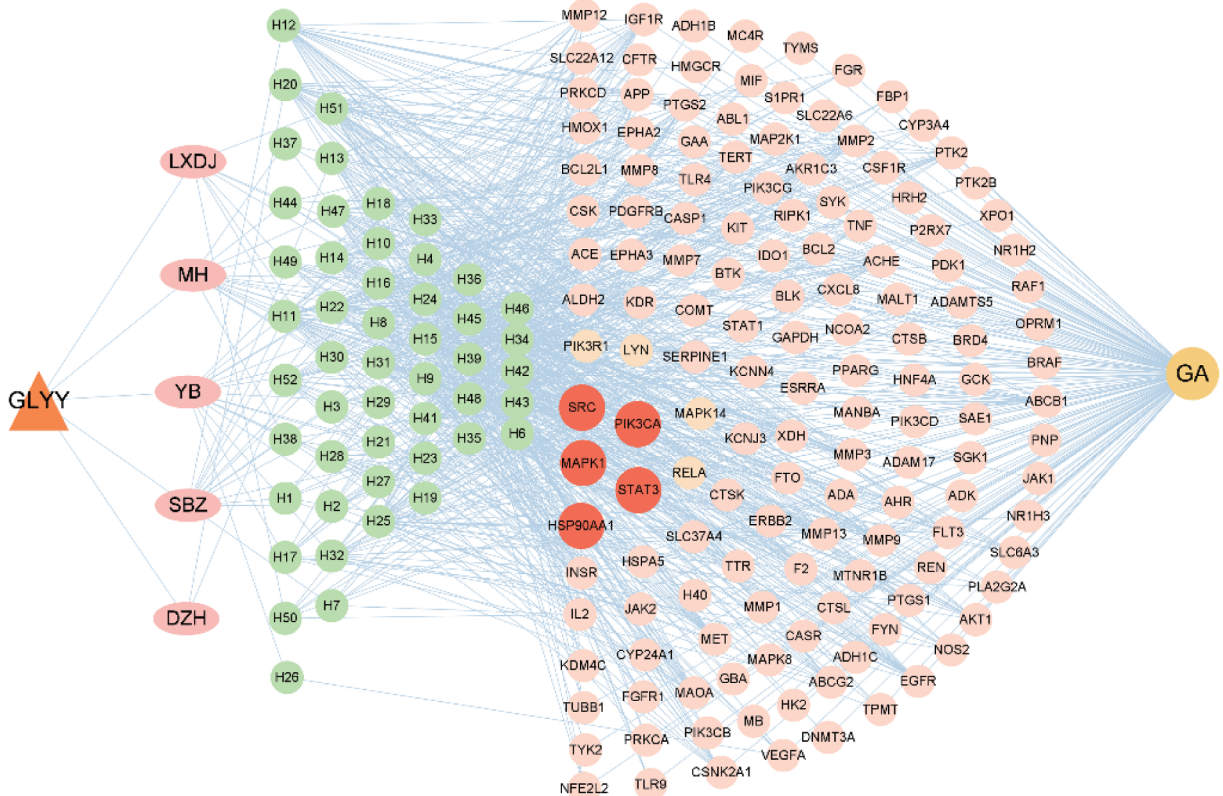 GLYY
LXDJ
MH
YB
SBZ
DZH
H12
H20
H37
H44
H49
H11
H52
H38
H1
H17
H50
H26
H51
H13
H47
H14
H22
H30
H3
H28
H2
H32
H7
H18
H10
H16
H8
H31
H29
H21
H27
H25
H33
H4
H24
H15
H9
H41
H23
H19
H36
H45
H39
H48
H35
H46
H34
H42
H43
H6
MMP12
SLC22A12
PRKCD
HMOX1
BCL2L1
CSK
ACE
ALDH2
PIK3R1
SRC
MAPK1
HSP90AA1
INSR
IL2
KDM4C
TUBB1
TYK2
NFE2L2
IGF1R
CFTR
APP
EPHA2
MMP8
PDGFRB
EPHA3
KDR
LYN
PIK3CA
STAT3
HSPA5
JAK2
CYP24A1
FGFR1
PRKCA
TLR9
ADH1B
HMGCR
PTGS2
GAA
TLR4
CASP1
MMP7
COMT
SERPINE1
MAPK14
RELA
SLC37A4
H40
MET
MAOA
PIK3CB
CSNK2A1
MC4R
MIF
ABL1
TERT
PIK3CG
KIT
BTK
STAT1
KCNN4
KCNJ3
CTSK
TTR
MMP1
GBA
MB
VEGFA
TYMS
S1PR1
MAP2K1
AKR1C3
RIPK1
IDO1
BLK
GAPDH
ESRRA
XDH
FTO
ERBB2
F2
CASR
MAPK8
HK2
DNMT3A
FGR
SLC22A6
MMP2
SYK
TNF
BCL2
CXCL8
NCOA2
PPARG
MANBA
MMP3
ADA
MMP13
MTNR1B
CTSL
ADH1C
ABCG2
TPMT
FBP1
CYP3A4
CSF1R
HRH2
P2RX7
ACHE
MALT1
CTSB
HNF4A
PIK3CD
ADAM17
AHR
MMP9
PTGS1
FYN
EGFR
PTK2
PTK2B
XPO1
NR1H2
PDK1
ADAMTS5
BRD4
GCK
SAE1
SGK1
ADK
FLT3
REN
PLA2G2A
AKT1
NOS2
RAF1
OPRM1
BRAF
ABCB1
PNP
JAK1
NR1H3
SLC6A3
GA